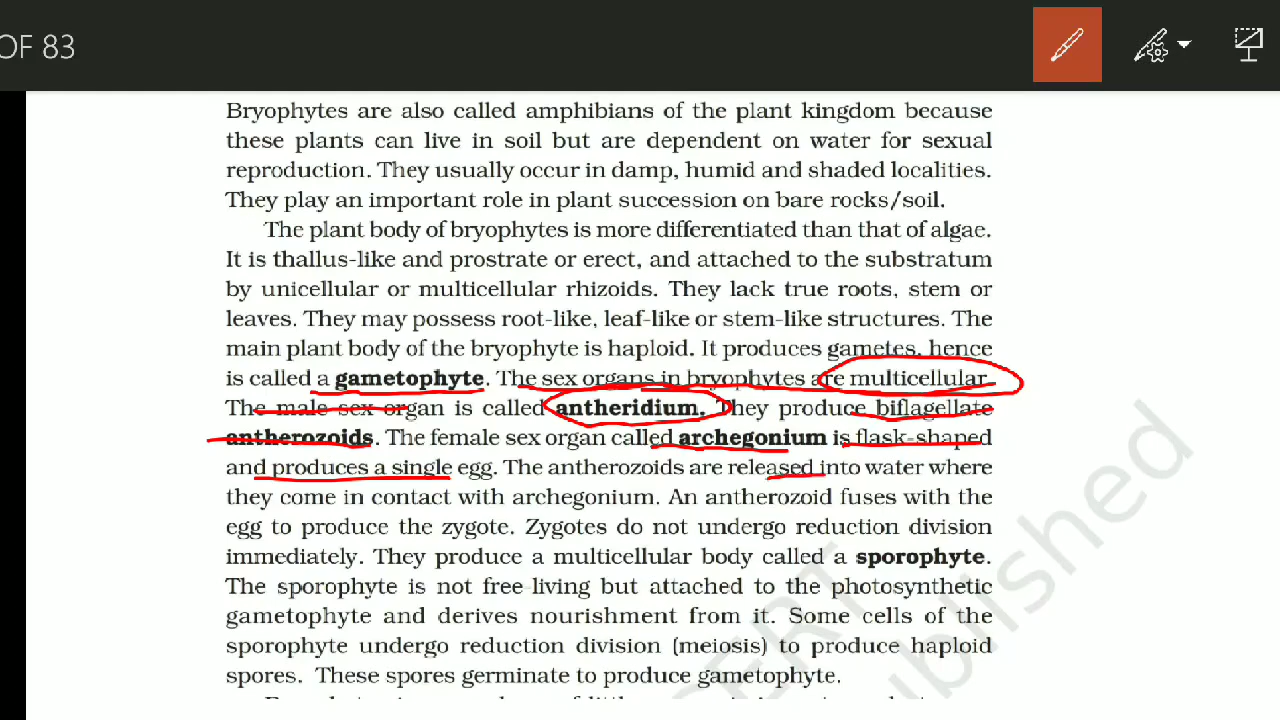 OF 83
Bryophytes are also called amphibians of the plant kingdom because
these plants can live in soil but are dependent on water for sexual
reproduction. They usually occur in damp, humid and shaded localities.
They play an important role in plant succession on bare rocks/soil.
The plant body of bryophytes is more differentiated than that of algae.
It is thallus-like and prostrate or erect, and attached to the substratum
by unicellular or multicellular rhizoids. They lack true roots, stem or
leaves. They may possess root-like, leaf-like or stem-like structures. The
main plant body of the bryophyte is haploid. It produces gametes, hence
is called a gametophyte. The sex organs in bryophytes are multicellular.
The male sex organ is called antheridium. They produce biflagellate
antherozoids. The female sex organ called archegonium is flask-shaped
and produces a single egg. The antherozoids are released into water where
they come in contact with archegonium. An antherozoid fuses with the
egg to produce the zygote. Zygotes do not undergo reduction division
immediately. They produce a multicellular body called a sporophyte.
The sporophyte is not free-living but attached to the photosynthetic
gametophyte and derives nourishment from it. Some cells of the
sporophyte undergo reduction division (meiosis) to produce haploid
spores. These spores germinate to produce gametophyte.